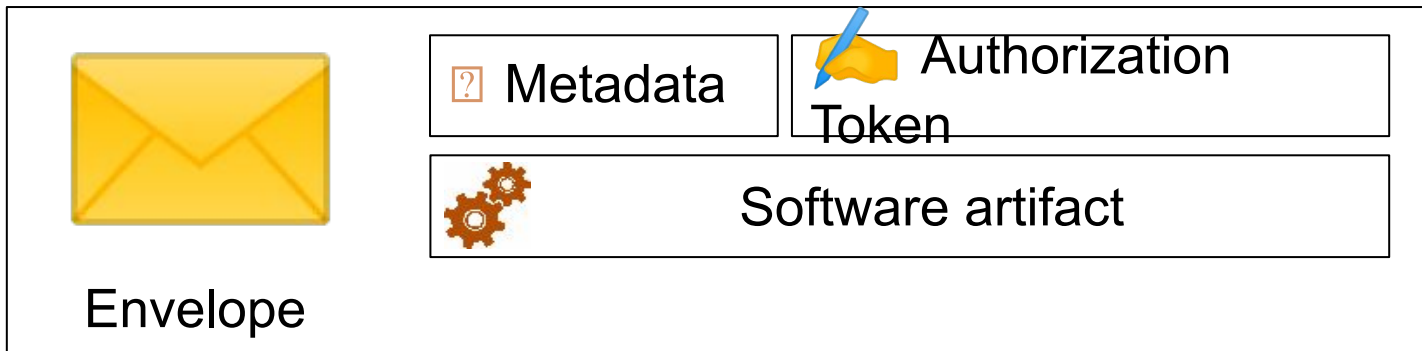 Metadata
Authorization
Token
Software artifact
Envelope